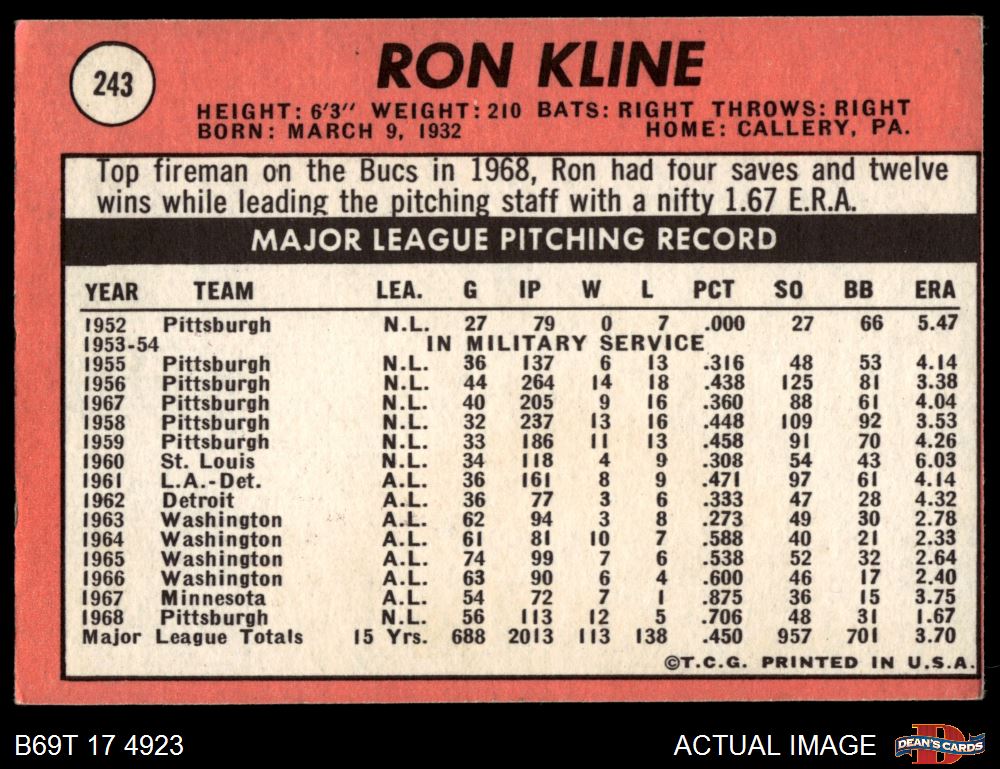 243
RON KLINE
HEIGHT: 6'3" WEIGHT: 210 BATS: RIGHT THROWS: RIGHT
BORN: MARCH 9, 1932 HOME: CALLERY, PA.
Top fireman on the Bucs in 1968, Ron had four saves and twelve
wins while leading the pitching staff with a nifty 1.67 E.R.A.
MAJOR LEAGUE PITCHING RECORD
YEAR TEAM LEA. G IP W L PCT SO BB ERA
1952 Pittsburgh N.L. 27 79 0 7 .000 27 66 5.47
1953-54 IN MILITARY SERVICE
1955 Pittsburgh N.L. 36 137 6 13 .316 48 53 4.14
1956 Pittsburgh N.L. 44 264 14 18 .438 125 81 3.38
1967 Pittsburgh N.L. 40 205 9 16 .360 88 61 4.04
1958 Pittsburgh N.L. 32 237 13 16 .448 109 92 3.53
1959 Pittsburgh N.L. 33 186 11 13 .458 91 70 4.26
1960 St. Louis N.L. 34 118 4 9 .308 54 43 6.03
1961 L.A.-Det. A.L. 36 161 8 9 .471 97 61 4.14
1962 Detroit A.L. 36 77 3 6 .333 47 28 4.32
1963 Washington A.L. 62 94 3 8 .273 49 30 2.78
1964 Washington A.L. 61 81 10 7 .588 40 21 2.33
1965 Washington A.L. 74 99 7 6 .538 52 32 2.64
1966 Washington A.L. 63 90 6 4 .600 46 17 2.40
1967 Minnesota A.L. 54 72 7 1 .875 36 15 3.75
1968 Pittsburgh N.L. 56 113 12 5 .706 48 31 1.67
Major League Totals 15 Yrs. 688 2013 113 138 .450 957 701 3.70
©T.C.G. PRINTED IN U.S.A.
B69T 17 4923
ACTUAL IMAGE
D
DEAN'S CARDS